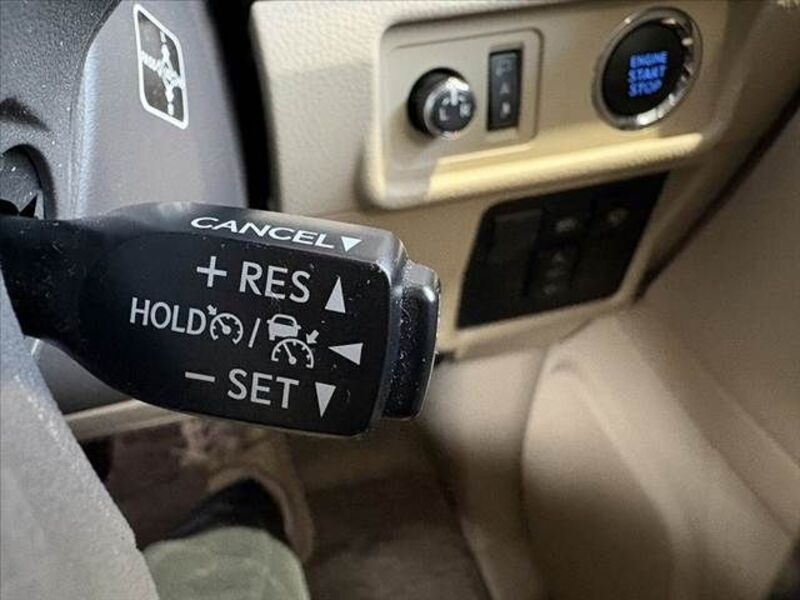 ENGINE
START
STOP
CANCEL
+ RES
HOLD /
− SET